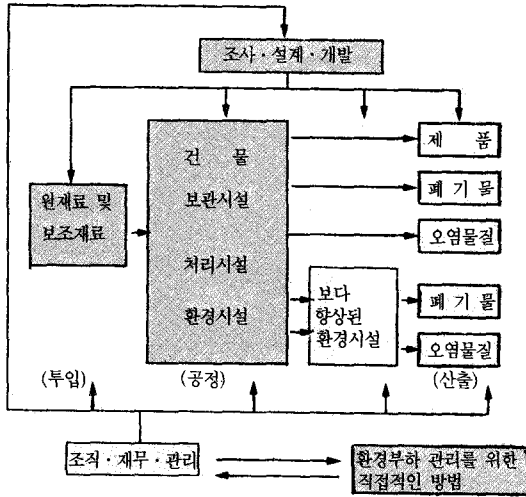 조사·설계·개발
제 품
건 물
폐 기 물
원재료 및
보조재료
보관시설
오염물질
처리시설
보다
향상된
환경시설
환경시설
폐 기 물
오염물질
(투입)
(공정)
(산출)
조직·재무·관리
환경부하 관리를 위한
직접적인 방법